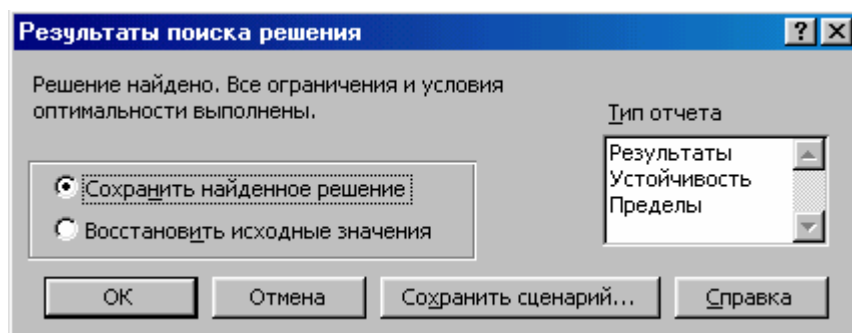 Результаты поиска решения
Решение найдено. Все ограничения и условия
оптимальности выполнены.
Тип отчета
Результаты
Устойчивость
Пределы
Сохранить найденное решение
Восстановить исходные значения
ОК
Отмена
Сохранить сценарий...
Справка